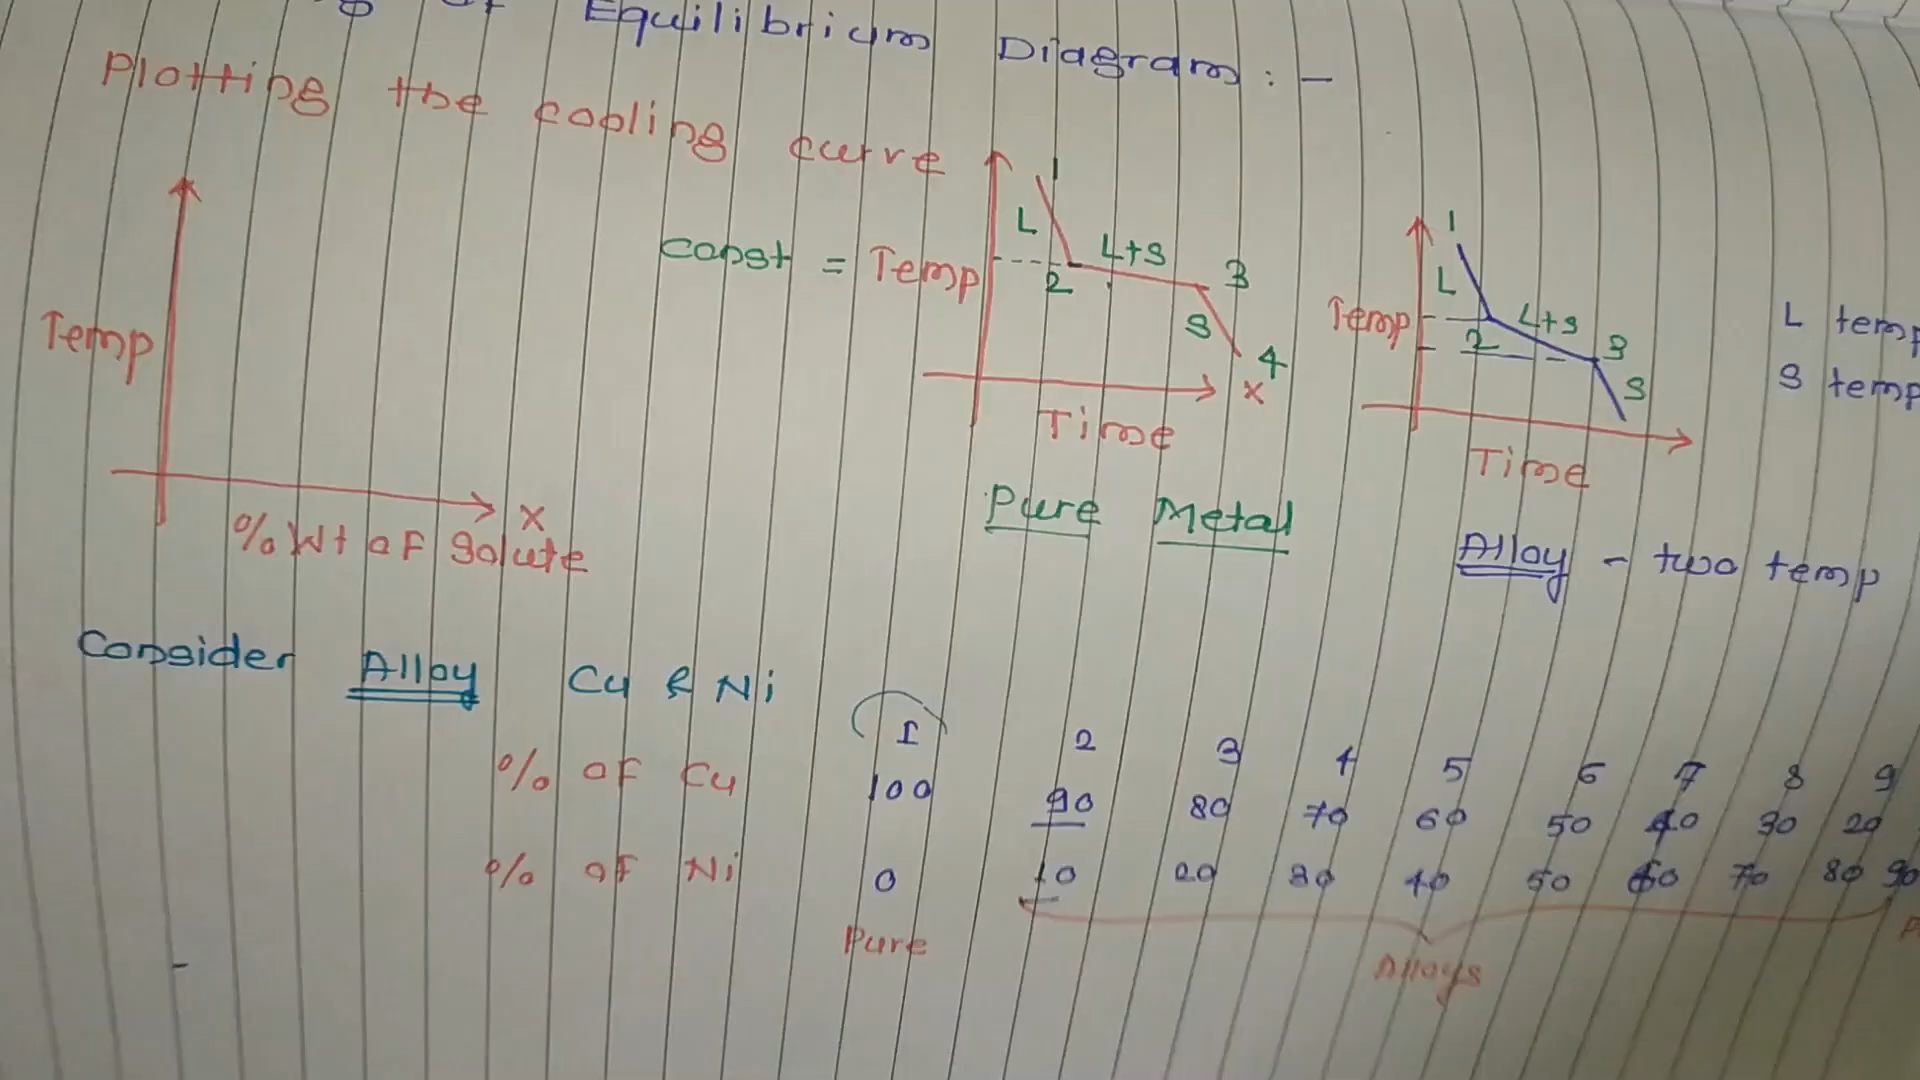 of Equilibrium Diagram : -
Plotting the cooling curve
Temp
X
% Wt of Solute
const = Temp
1
L
2
L+S
3
S
4
X
Time
Pure Metal
1
Temp
L
2
L+S
3
S
Time
L temp
S temp
Alloy - two temp
Consider Alloy Cu & Ni
1 2 3 4 5 6 7 8 9
% of Cu 100 90 80 70 60 50 40 30 20
% of Ni 0 10 20 30 40 50 60 70 80 90
Pure
Alloys